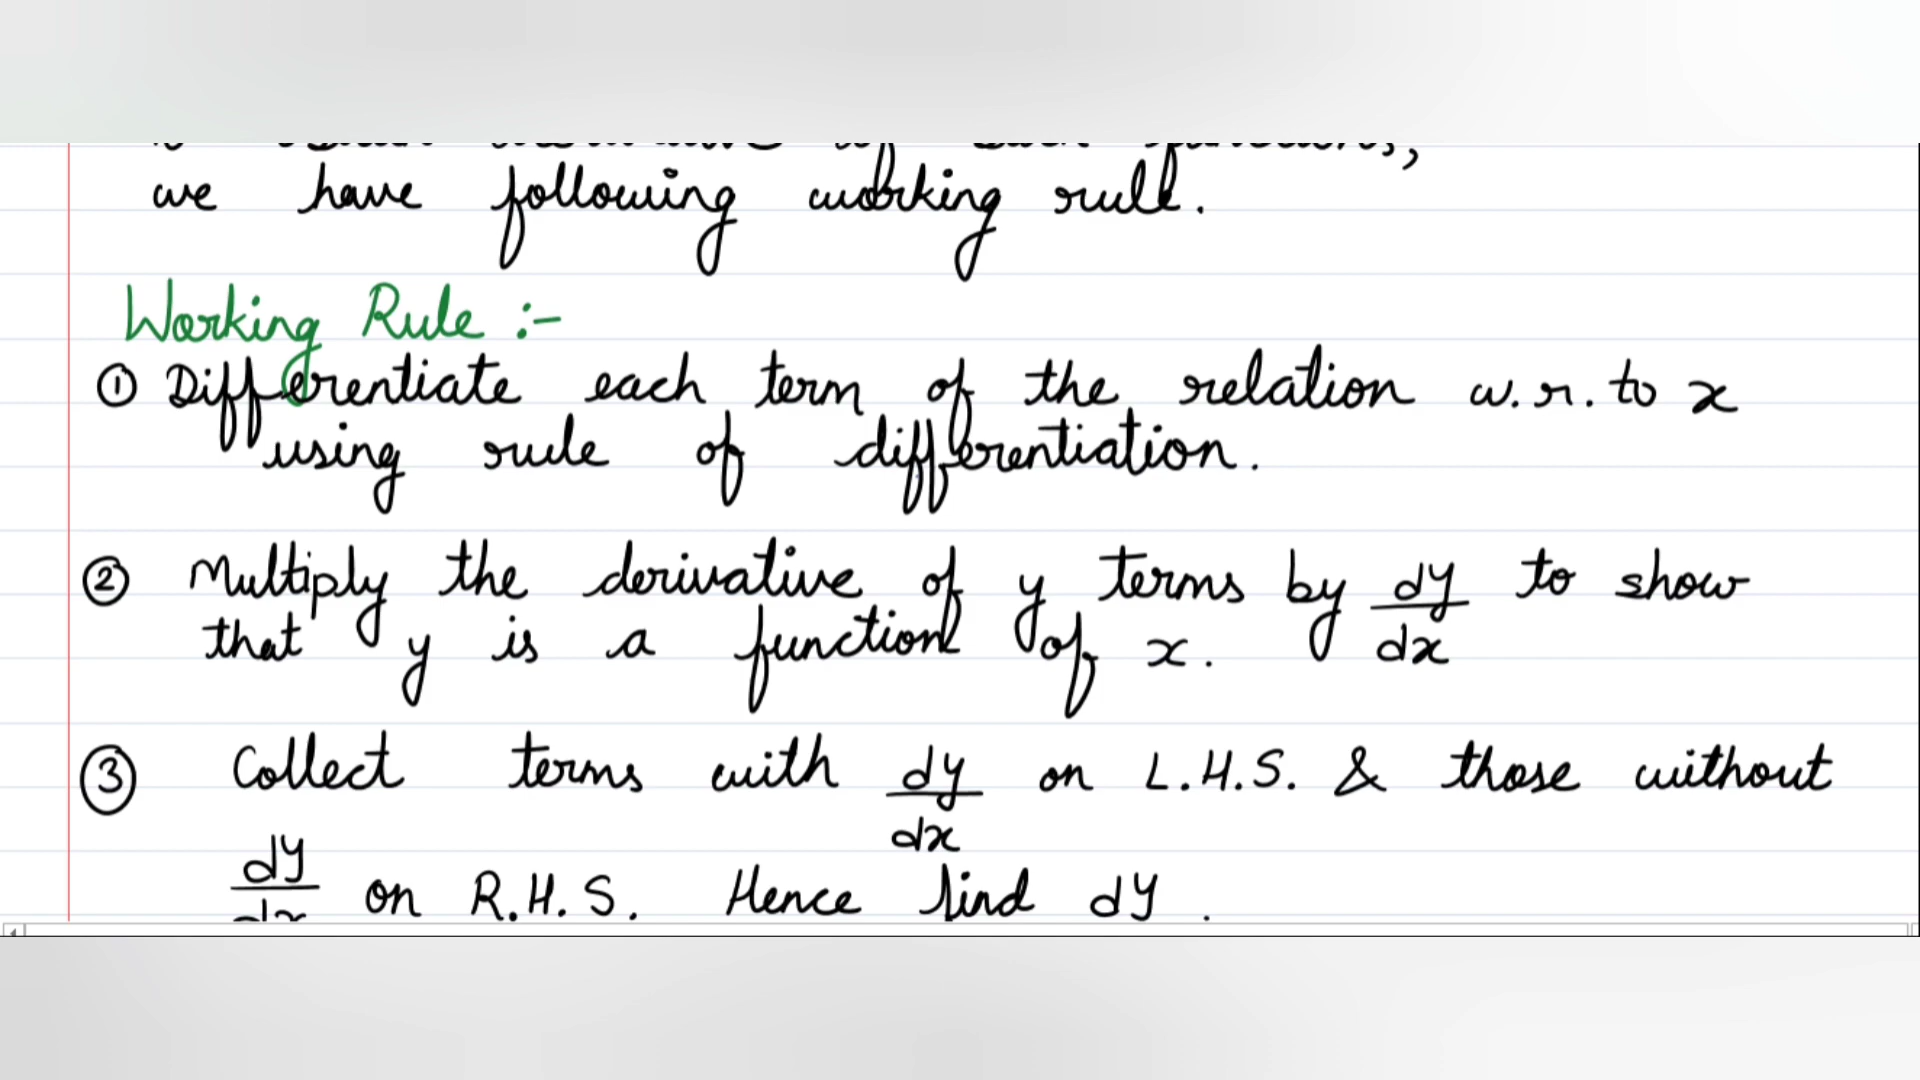 we have following working rule.
Working Rule :-
① Differentiate each term of the relation w.r. to x
using rule of differentiation.
② Multiply the derivative of y terms by dy/dx to show
that y is a function of x.
③ Collect terms with dy/dx on L.H.S. & those without
dy/dx on R.H.S. Hence find dy .